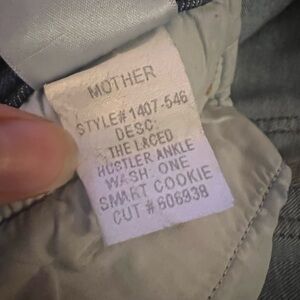 MOTHER
STYLE#1407-546
DESC:
THE LACED
HUSTLER ANKLE
WASH: ONE
SMART COOKIE
CUT # 606938